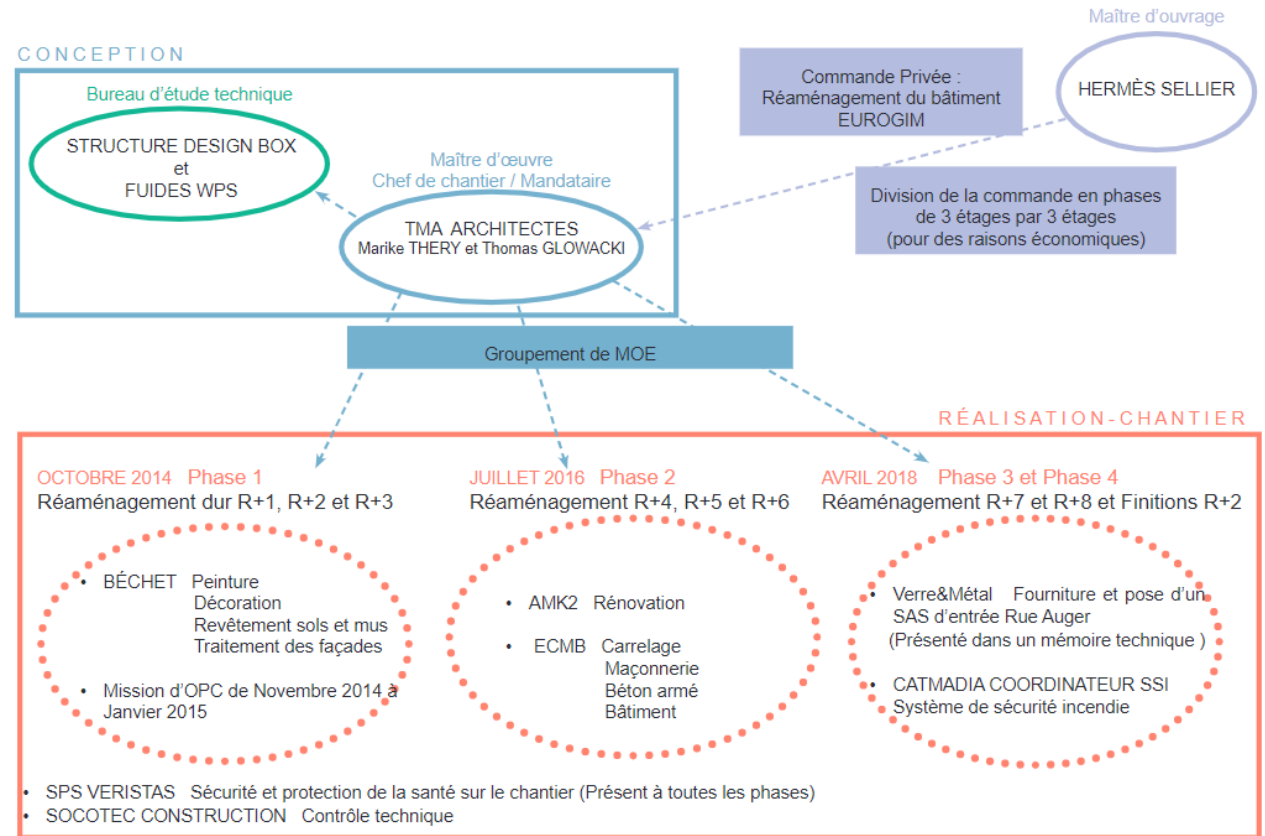 Maître d'ouvrage
HERMÈS SELLIER
Commande Privée :
Réaménagement du bâtiment
EUROGIM
Division de la commande en phases
de 3 étages par 3 étages
(pour des raisons économiques)
CONCEPTION
Bureau d'étude technique
STRUCTURE DESIGN BOX
et
FUIDES WPS
Maître d'œuvre
Chef de chantier / Mandataire
TMA ARCHITECTES
Marike THERY et Thomas GLOWACKI
Groupement de MOE
RÉALISATION-CHANTIER
OCTOBRE 2014 Phase 1
Réaménagement dur R+1, R+2 et R+3
• BÉCHET Peinture
Décoration
Revêtement sols et mus
Traitement des façades
• Mission d'OPC de Novembre 2014 à
Janvier 2015
JUILLET 2016 Phase 2
Réaménagement R+4, R+5 et R+6
• AMK2 Rénovation
• ECMB Carrelage
Maçonnerie
Béton armé
Bâtiment
AVRIL 2018 Phase 3 et Phase 4
Réaménagement R+7 et R+8 et Finitions R+2
• Verre&Métal Fourniture et pose d'un
SAS d'entrée Rue Auger
(Présenté dans un mémoire technique )
• CATMADIA COORDINATEUR SSI
Système de sécurité incendie
• SPS VERISTAS Sécurité et protection de la santé sur le chantier (Présent à toutes les phases)
• SOCOTEC CONSTRUCTION Contrôle technique